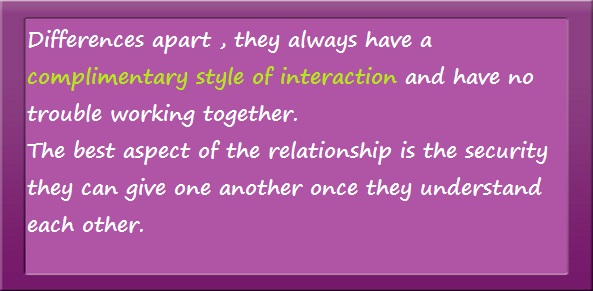 Differences apart , they always have a
complimentary style of interaction and have no
trouble working together.
The best aspect of the relationship is the security
they can give one another once they understand
each other.